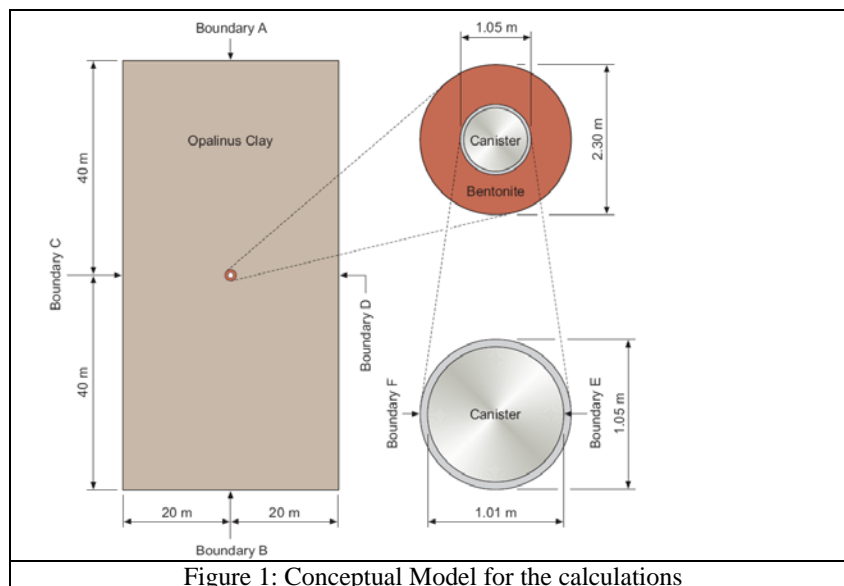 Boundary A
1.05 m
Opalinus Clay
40 m
Canister
2.30 m
Bentonite
Boundary C
Boundary D
40 m
Boundary F
Canister
Boundary E
1.05 m
20 m
20 m
1.01 m
Boundary B
Figure 1: Conceptual Model for the calculations